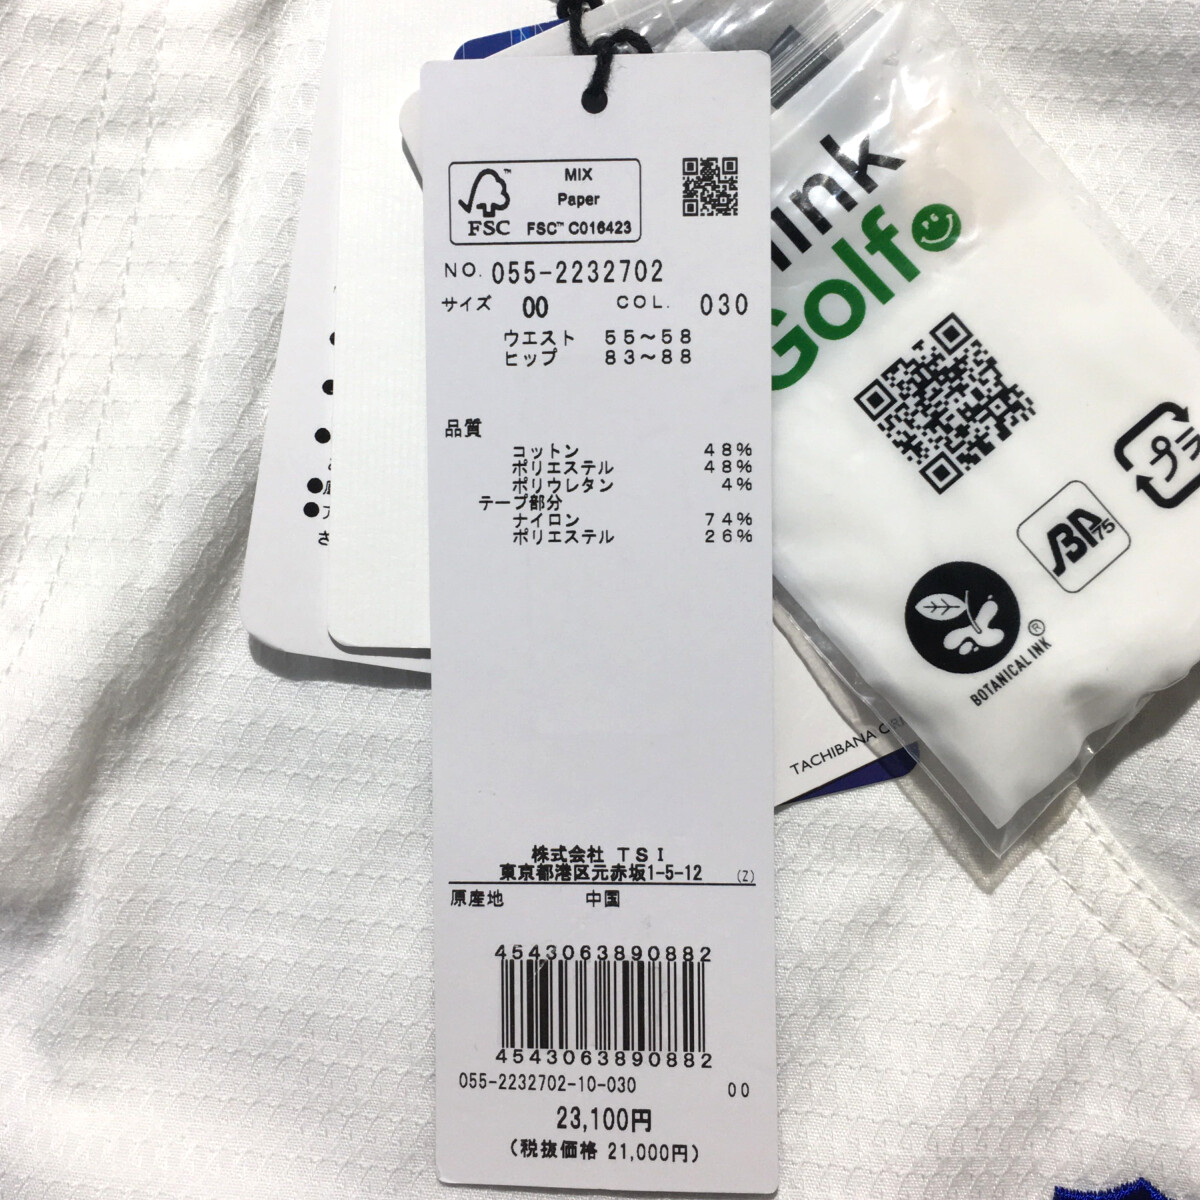 MIX
Paper
FSC™ C016423
FSC
NO. 055-2232702
サイズ 00 COL. 030
ウエスト 55～58
ヒップ 83～88
品質
コットン 48%
ポリエステル 48%
ポリウレタン 4%
テープ部分
ナイロン 74%
ポリエステル 26%
株式会社 TSI
東京都港区元赤坂1-5-12 (Z)
原産地 中国
4543063890882
4543063890882
055-2232702-10-030 00
23,100円
(税抜価格 21,000円)
Golf
プラ
BP75
BOTANICAL INK®
TACHIBANA